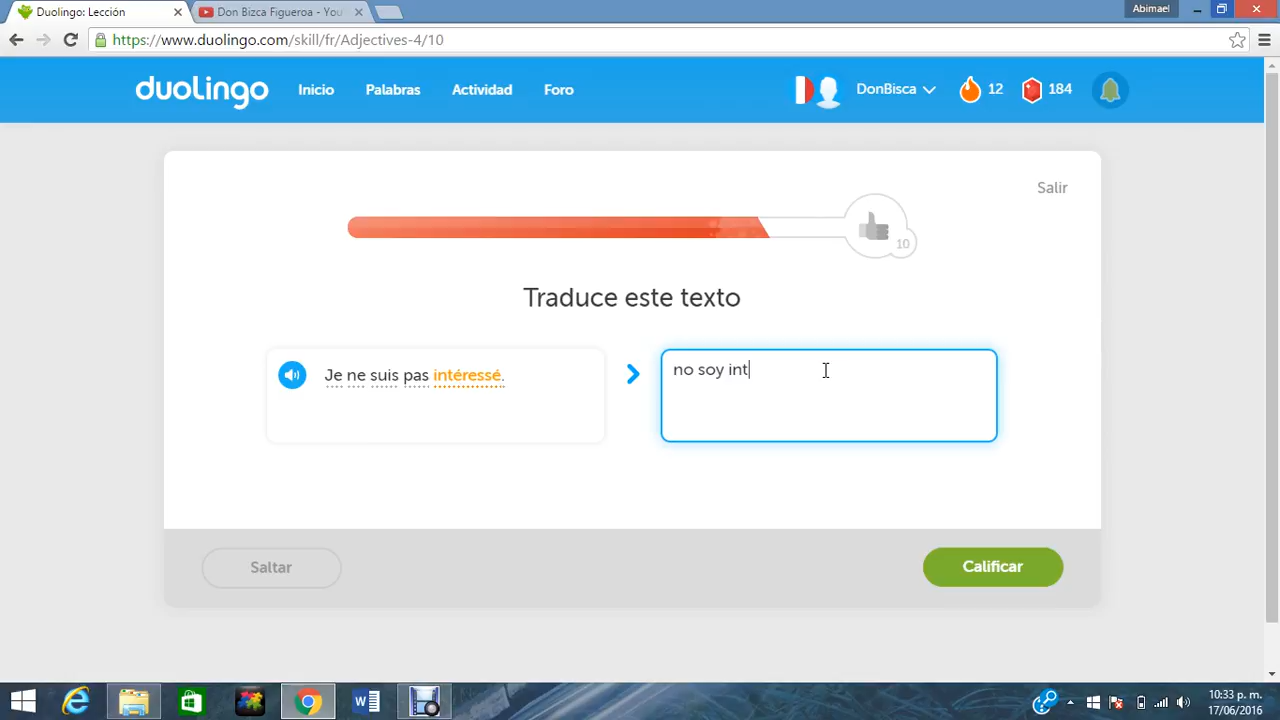 Duolingo: Lección
Don Bizca Figueroa - You
Abimael
https://www.duolingo.com/skill/fr/Adjectives-4/10
duolingo
Inicio
Palabras
Actividad
Foro
DonBisca
12
184
Salir
10
Traduce este texto
Je ne suis pas intéressé.
no soy int
Saltar
Calificar
10:33 p. m.
17/06/2016